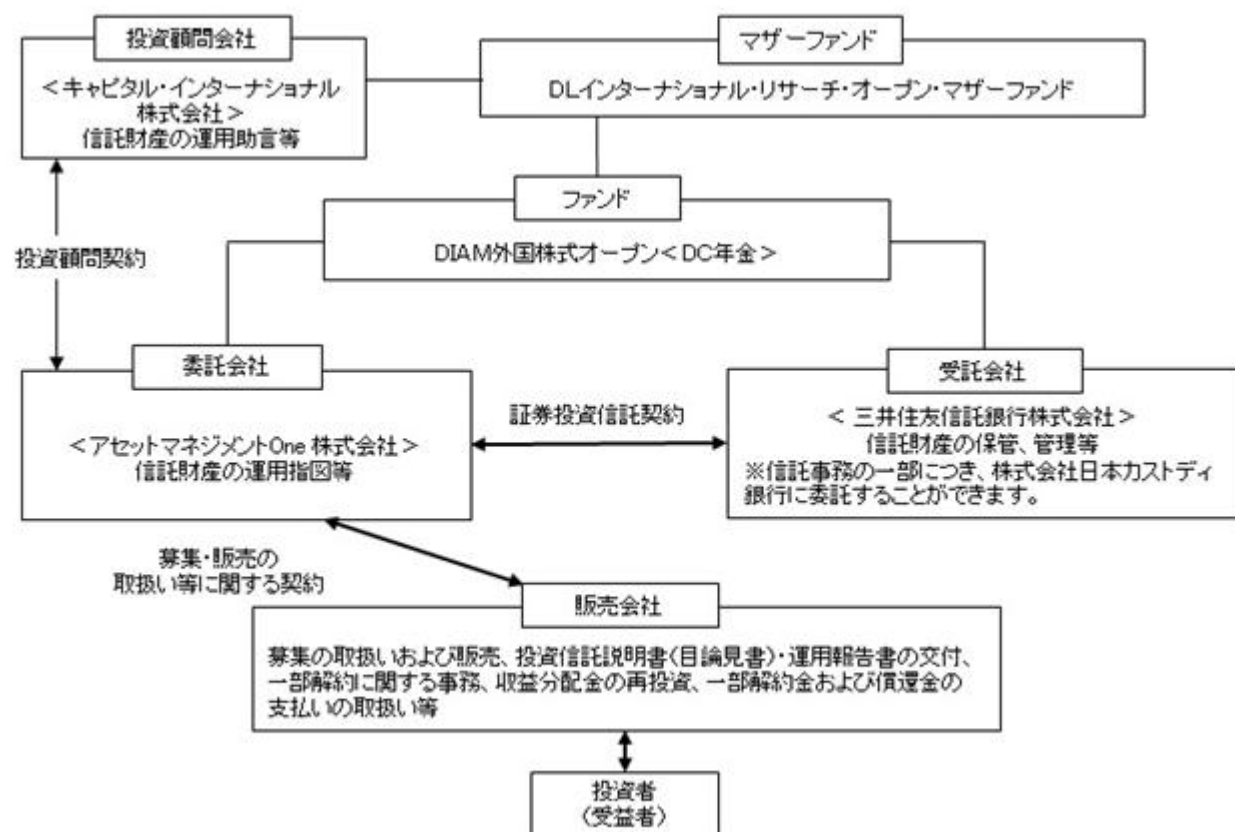 投資顧問会社
＜キャピタル・インターナショナル
株式会社＞
信託財産の運用助言等
マザーファンド
DLインターナショナル・リサーチ・オープン・マザーファンド
ファンド
DIAM外国株式オープン＜DC年金＞
投資顧問契約
委託会社
＜アセットマネジメントOne 株式会社＞
信託財産の運用指図等
証券投資信託契約
受託会社
＜ 三井住友信託銀行株式会社＞
信託財産の保管、管理等
※信託事務の一部につき、株式会社日本カストディ
銀行に委託することができます。
募集・販売の
取扱い等に関する契約
販売会社
募集の取扱いおよび販売、投資信託説明書（目論見書）・運用報告書の交付、
一部解約に関する事務、収益分配金の再投資、一部解約金および償還金の
支払いの取扱い等
投資者
（受益者）